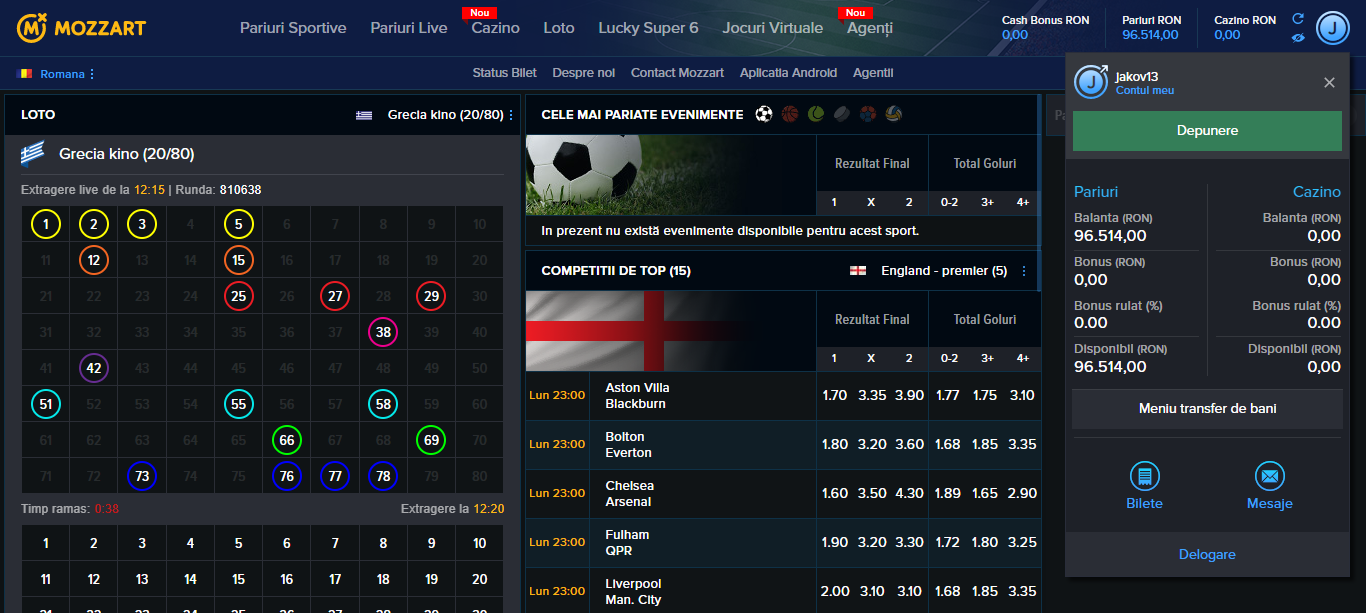 MOZZART
Pariuri Sportive
Pariuri Live
Nou
Cazino
Loto
Lucky Super 6
Jocuri Virtuale
Nou
Agenți
Cash Bonus RON
0,00
Pariuri RON
96.514,00
Cazino RON
0,00
J
Romana
Status Bilet
Despre noi
Contact Mozzart
Aplicatia Android
Agentii
LOTO
Grecia kino (20/80)
Grecia kino (20/80)
Extragere live de la 12:15 | Runda: 810638
1 2 3 4 5 6 7 8 9 10
11 12 13 14 15 16 17 18 19 20
21 22 23 24 25 26 27 28 29 30
31 32 33 34 35 36 37 38 39 40
41 42 43 44 45 46 47 48 49 50
51 52 53 54 55 56 57 58 59 60
61 62 63 64 65 66 67 68 69 70
71 72 73 74 75 76 77 78 79 80
Timp ramas: 0:38
Extragere la 12:20
1 2 3 4 5 6 7 8 9 10
11 12 13 14 15 16 17 18 19 20
CELE MAI PARIATE EVENIMENTE
Rezultat Final
Total Goluri
1 X 2 0-2 3+ 4+
In prezent nu există evenimente disponibile pentru acest sport.
COMPETITII DE TOP (15)
England - premier (5)
Rezultat Final
Total Goluri
1 X 2 0-2 3+ 4+
Lun 23:00
Aston Villa
Blackburn
1.70 3.35 3.90 1.77 1.75 3.10
Lun 23:00
Bolton
Everton
1.80 3.20 3.60 1.68 1.85 3.35
Lun 23:00
Chelsea
Arsenal
1.60 3.50 4.30 1.89 1.65 2.90
Lun 23:00
Fulham
QPR
1.90 3.20 3.30 1.72 1.80 3.25
Lun 23:00
Liverpool
Man. City
2.00 3.10 3.10 1.68 1.85 3.35
J
Jakov13
Contul meu
Depunere
Pariuri
Cazino
Balanta (RON)
Balanta (RON)
96.514,00
0,00
Bonus (RON)
Bonus (RON)
0,00
0,00
Bonus rulat (%)
Bonus rulat (%)
0.00
0.00
Disponibil (RON)
Disponibil (RON)
96.514,00
0,00
Meniu transfer de bani
Bilete
Mesaje
Delogare